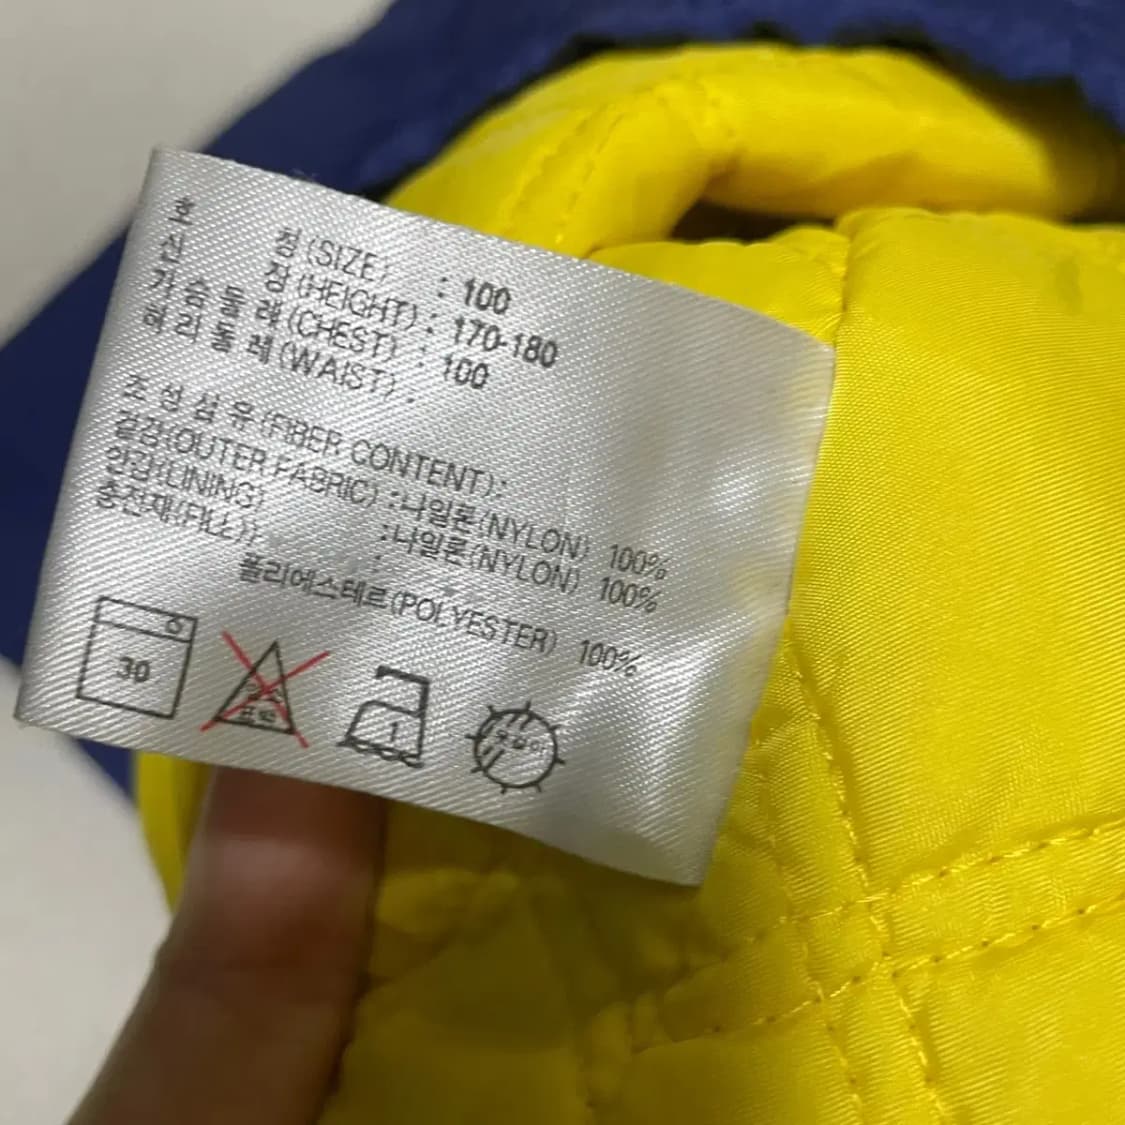 호 칭 (SIZE) : 100
신 장 (HEIGHT) : 170-180
가 슴 둘 레 (CHEST) : 100
허 리 둘 레 (WAIST) :
조 성 섬 유 (FIBER CONTENT):
겉감(OUTER FABRIC) :나일론(NYLON) 100%
안감(LINING) :나일론(NYLON) 100%
충전재(FILL) :
폴리에스테르(POLYESTER) 100%
30
1